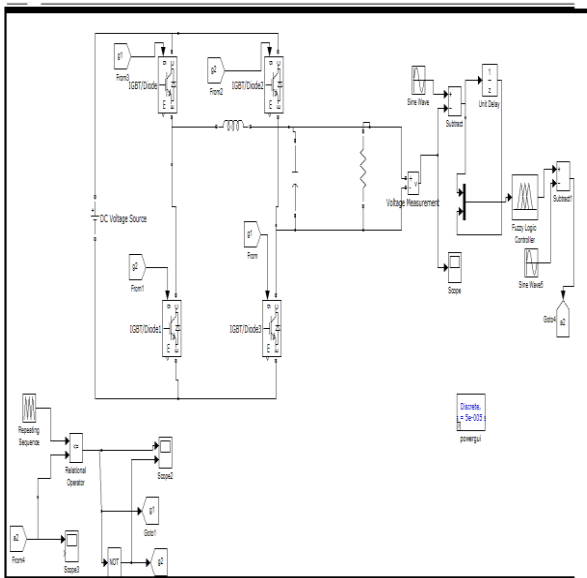 g1
From3
IGBT/Diode
E
g2
From2
IGBT/Diode2
E
DC Voltage Source
g2
From1
IGBT/Diode1
E
g1
From
IGBT/Diode3
E
Voltage Measurement
Sine Wave
Subtract
1
z
Unit Delay
Fuzzy Logic
Controller
Subtract1
Sine Wave5
Scope
Goto4
a2
Discrete,
s = 5e-005 s
powergui
Repeating
Sequence
<=
Relational
Operator
Scope2
g1
Goto1
NOT
g2
a2
From4
Scope3